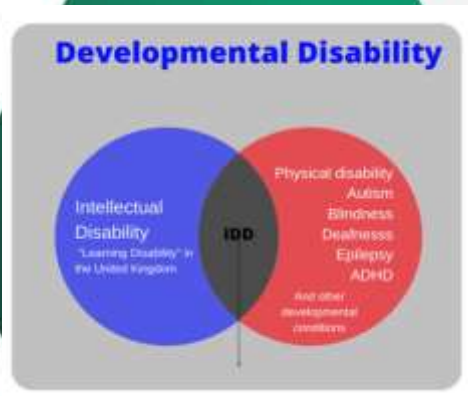 Developmental Disability
Intellectual
Disability
"Learning Disability" in
the United Kingdom
IDD
Physical disability
Autism
Blindness
Deafnesss
Epilepsy
ADHD
And other
developmental
conditions